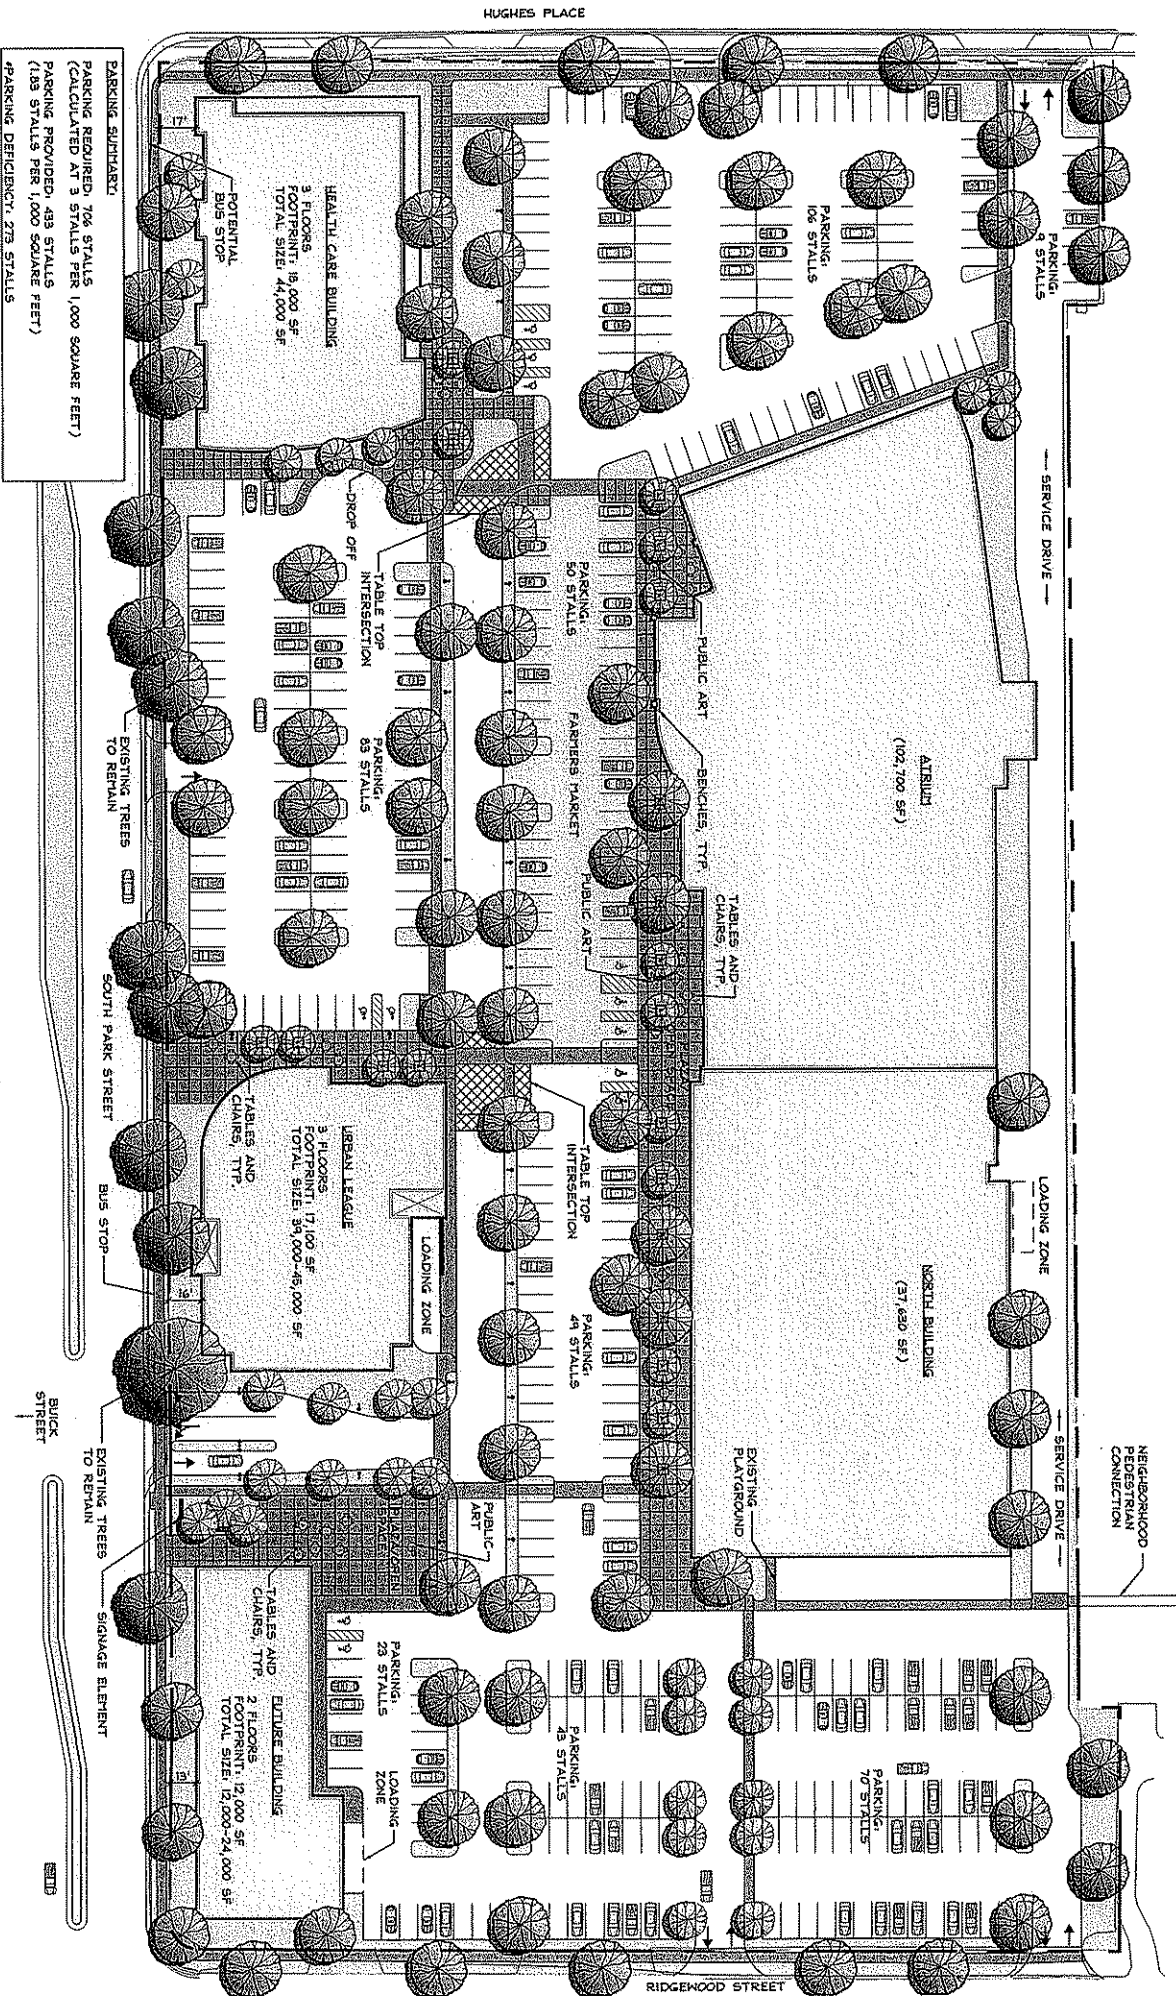 HUGHES PLACE
PARKING SUMMARY:
PARKING REQUIRED: 706 STALLS
(CALCULATED AT 3 STALLS PER 1,000 SQUARE FEET)
PARKING PROVIDED: 433 STALLS
(1.83 STALLS PER 1,000 SQUARE FEET)
*PARKING DEFICIENCY: 273 STALLS
17'
POTENTIAL
BUS STOP
HEALTH CARE BUILDING
3 FLOORS
FOOTPRINT: 15,000 SF
TOTAL SIZE: 44,000 SF
PARKING:
106 STALLS
PARKING:
9 STALLS
SERVICE DRIVE
DROP OFF
TABLE TOP
INTERSECTION
PARKING:
50 STALLS
FARMERS MARKET
PUBLIC ART
BENCHES, TYP.
TABLES AND
CHAIRS, TYP.
PUBLIC ART
ATRIUM
(102,700 SF)
PARKING:
83 STALLS
EXISTING TREES
TO REMAIN
SOUTH PARK STREET
BUS STOP
TABLES AND
CHAIRS, TYP.
URBAN LEAGUE
3 FLOORS
FOOTPRINT: 17,100 SF
TOTAL SIZE: 39,000-45,000 SF
LOADING ZONE
16'
TABLE TOP
INTERSECTION
PARKING:
49 STALLS
NORTH BUILDING
(37,630 SF)
LOADING ZONE
SERVICE DRIVE
NEIGHBORHOOD
PEDESTRIAN
CONNECTION
EXISTING
PLAYGROUND
BUICK
STREET
EXISTING TREES
TO REMAIN
SIGNAGE ELEMENT
PUBLIC
ART
TABLES AND
CHAIRS, TYP.
FUTURE BUILDING
2 FLOORS
FOOTPRINT: 12,000 SF
TOTAL SIZE: 12,000-24,000 SF
13'
PARKING:
23 STALLS
LOADING
ZONE
PARKING:
43 STALLS
PARKING:
70 STALLS
RIDGEWOOD STREET